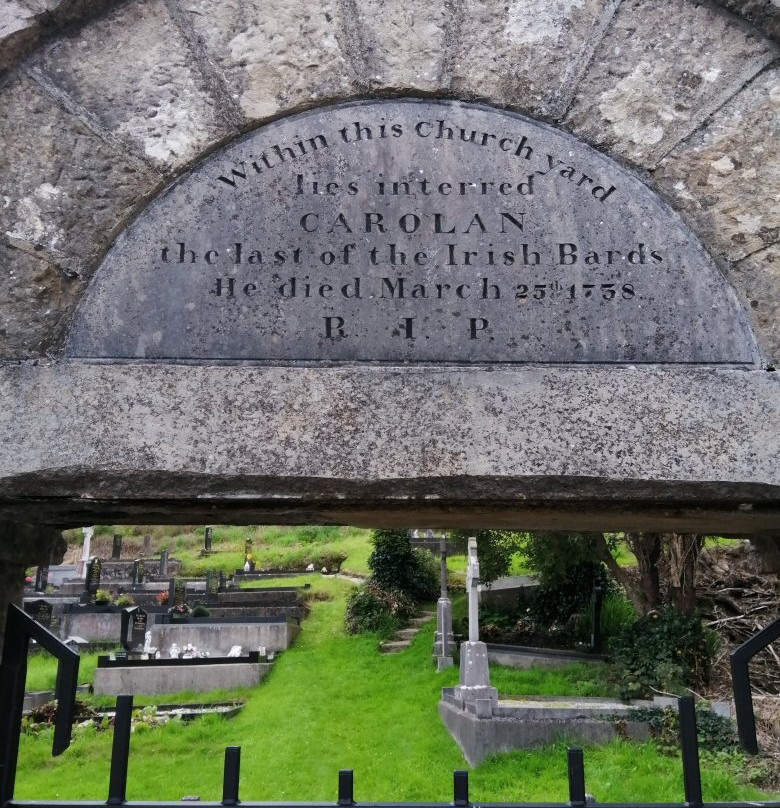 Within this Church yard
lies interred
CAROLAN
the last of the Irish Bards
He died March 25th 1738
R. I. P.